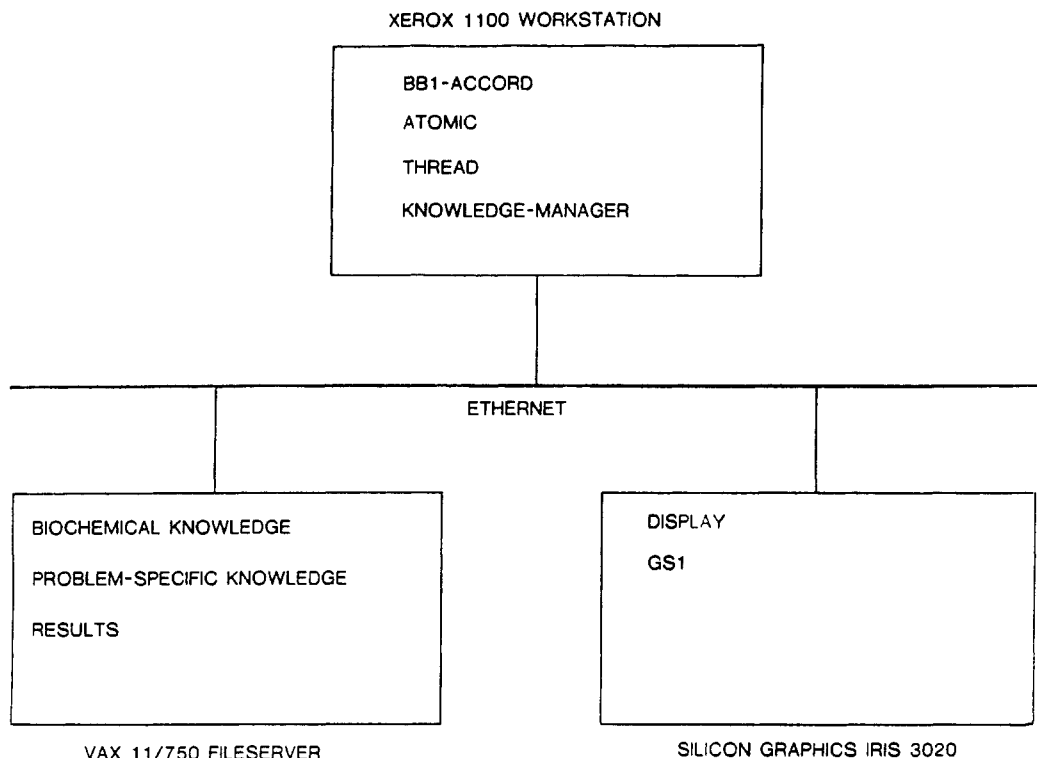 XEROX 1100 WORKSTATION
BB1-ACCORD
ATOMIC
THREAD
KNOWLEDGE-MANAGER
ETHERNET
BIOCHEMICAL KNOWLEDGE
PROBLEM-SPECIFIC KNOWLEDGE
RESULTS
DISPLAY
GS1
VAX 11/750 FILESERVER
SILICON GRAPHICS IRIS 3020